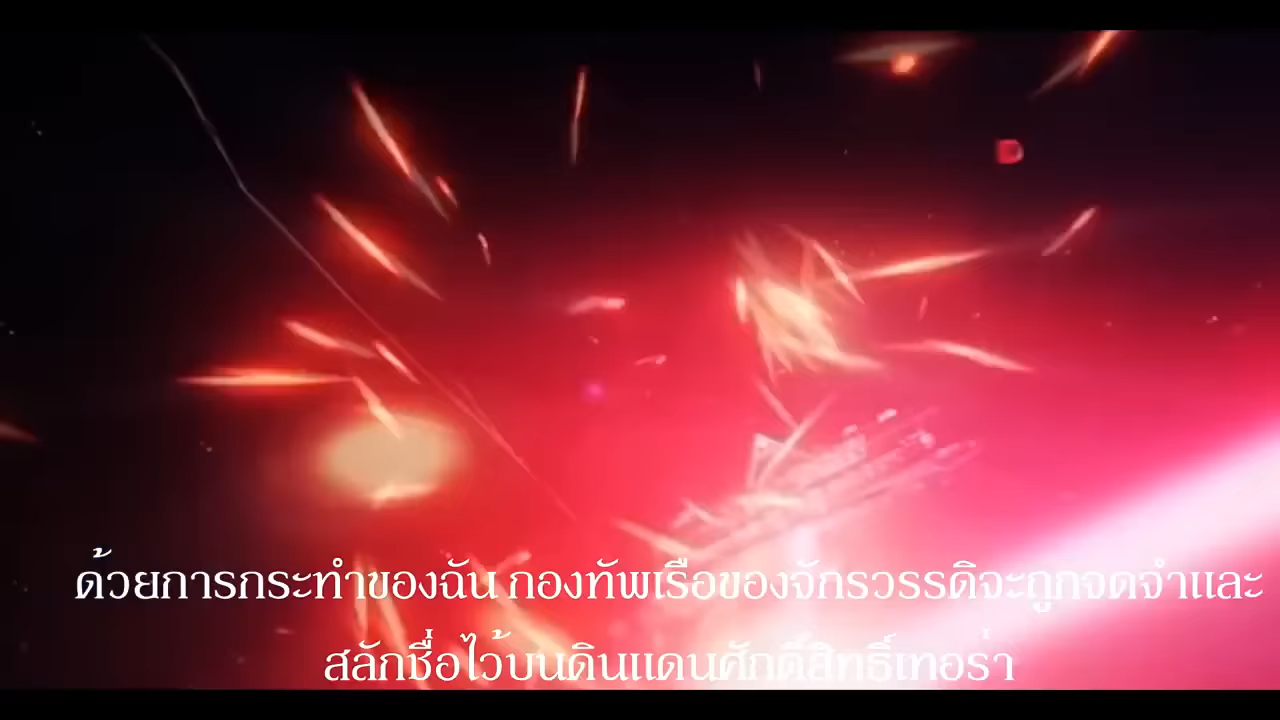 ด้วยการกระทำของฉัน กองทัพเรือของจักรวรรดิจะถูกจดจำและ
สลักชื่อไว้บนดินแดนศักดิ์สิทธิ์เทอร่า